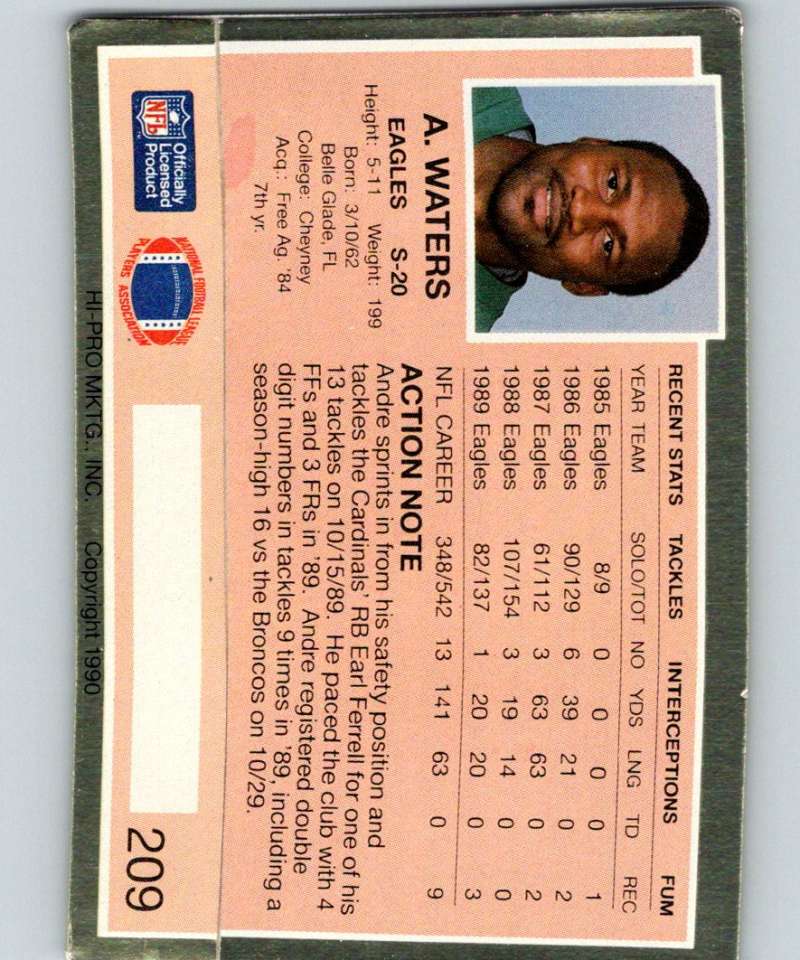 A. WATERS
EAGLES S-20
Height: 5-11 Weight: 199
Born: 3/10/62
Belle Glade, FL
College: Cheyney
Acq.: Free Ag. '84
7th yr.
RECENT STATS TACKLES INTERCEPTIONS FUM
YEAR TEAM SOLO/TOT NO YDS LNG TD REC
1985 Eagles 8/9 0 0 0 0 1
1986 Eagles 90/129 6 39 21 0 2
1987 Eagles 61/112 3 63 63 0 2
1988 Eagles 107/154 3 19 14 0 0
1989 Eagles 82/137 1 20 20 0 3
NFL CAREER 348/542 13 141 63 0 9
ACTION NOTE
Andre sprints in from his safety position and
tackles the Cardinals' RB Earl Ferrell for one of his
13 tackles on 10/15/89. He paced the club with 4
FFs and 3 FRs in '89. Andre registered double
digit numbers in tackles 9 times in '89, including a
season-high 16 vs the Broncos on 10/29.
NFL
Officially
Licensed
Product
NATIONAL FOOTBALL LEAGUE
PLAYERS ASSOCIATION
209
HI-PRO MKTG., INC. Copyright 1990